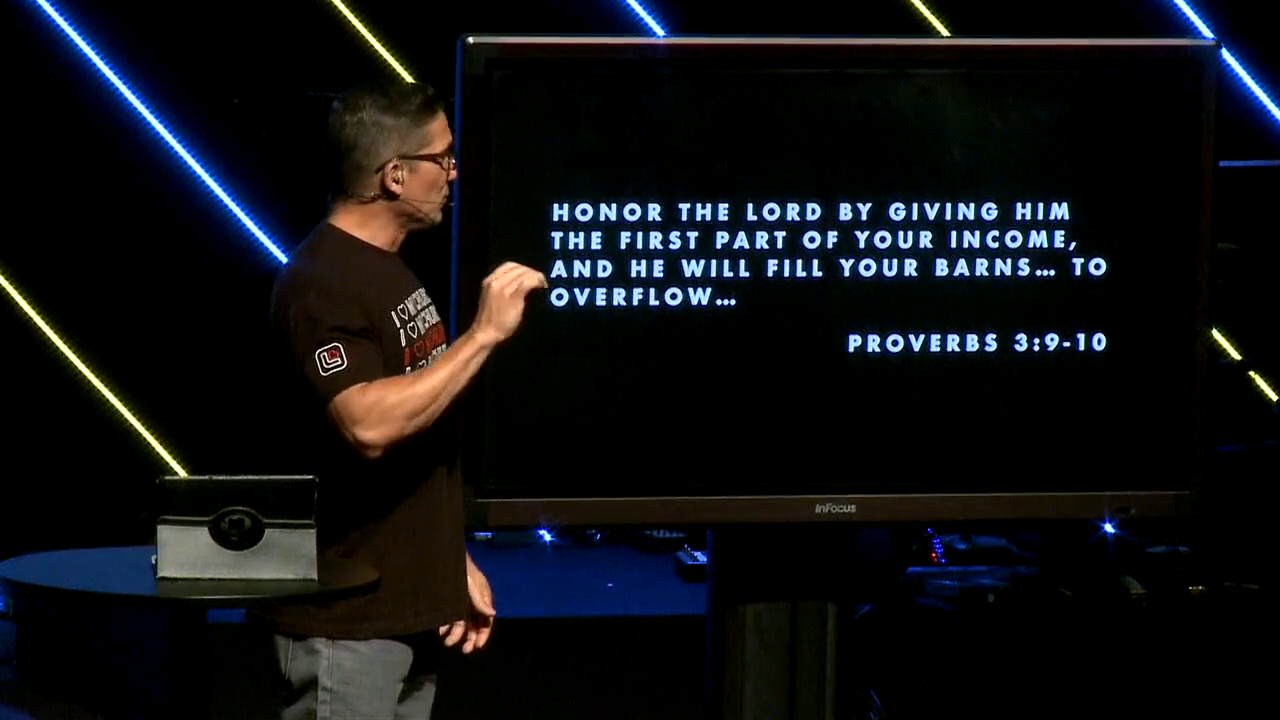 HONOR THE LORD BY GIVING HIM
THE FIRST PART OF YOUR INCOME,
AND HE WILL FILL YOUR BARNS... TO
OVERFLOW...
PROVERBS 3:9-10
InFocus
I ♡
I ♡
I ♡